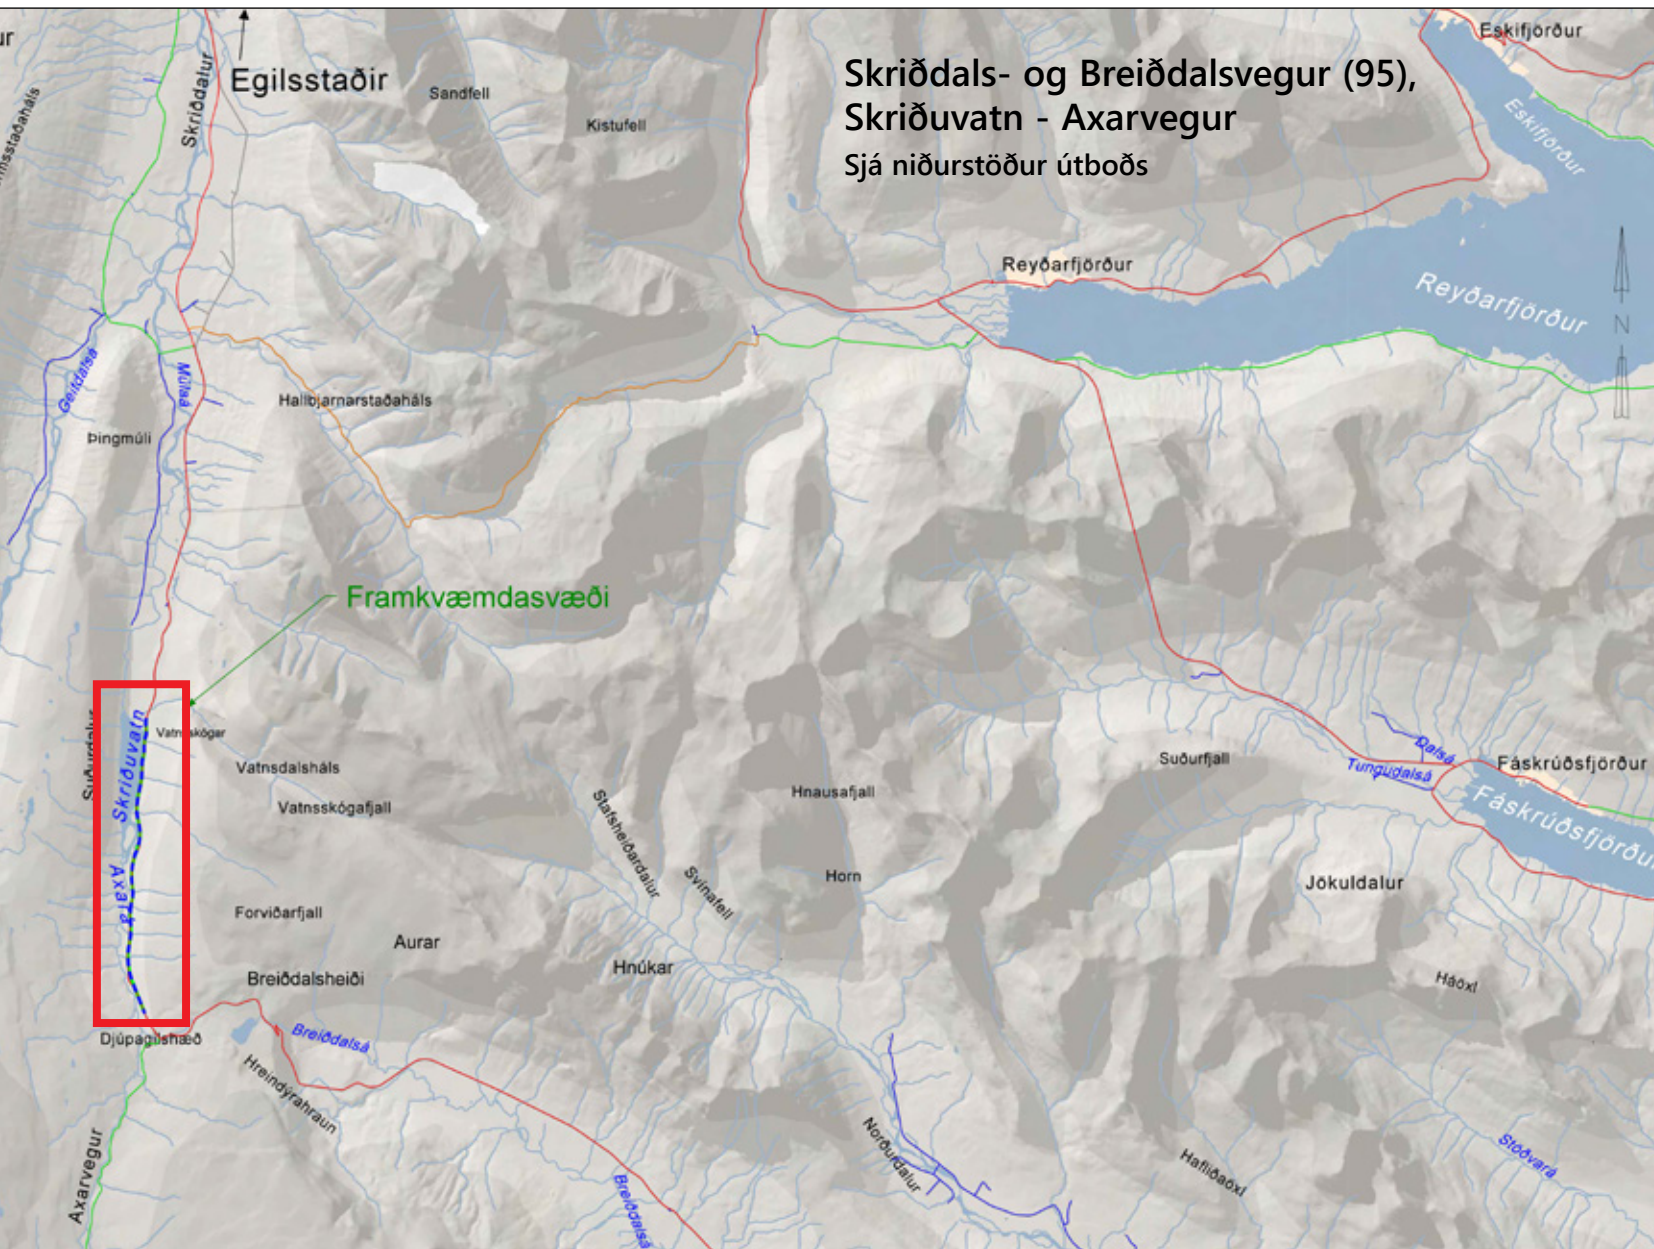 Skriðdals- og Breiðdalsvegur (95),
Skriðuvatn - Axarvegur
Sjá niðurstöður útboðs
Eskifjörður
Eskifjörður
Skriðdalur
Egilsstaðir
Sandfell
Kistufell
Reyðarfjörður
Reyðarfjörður
N
Geitdalsá
Múlaá
Hallbjarnarstaðaháls
Þingmúli
Framkvæmdasvæði
Suðurdalur
Skriðuvatn
Vatnsskógar
Vatnsdalsháls
Vatnsskógafjall
Stafsheiðardalur
Svínafell
Hnausafjall
Horn
Suðurfjall
Dalsá
Tungudalsá
Fáskrúðsfjörður
Fáskrúðsfjörður
Jökuldalur
Axará
Forviðarfjall
Aurar
Breiðdalsheiði
Hnúkar
Háöxl
Djúpagilshæð
Breiðdalsá
Hreindýrahraun
Axarvegur
Breiðdalsá
Norðurdalur
Hafliðaöxl
Stöðvará